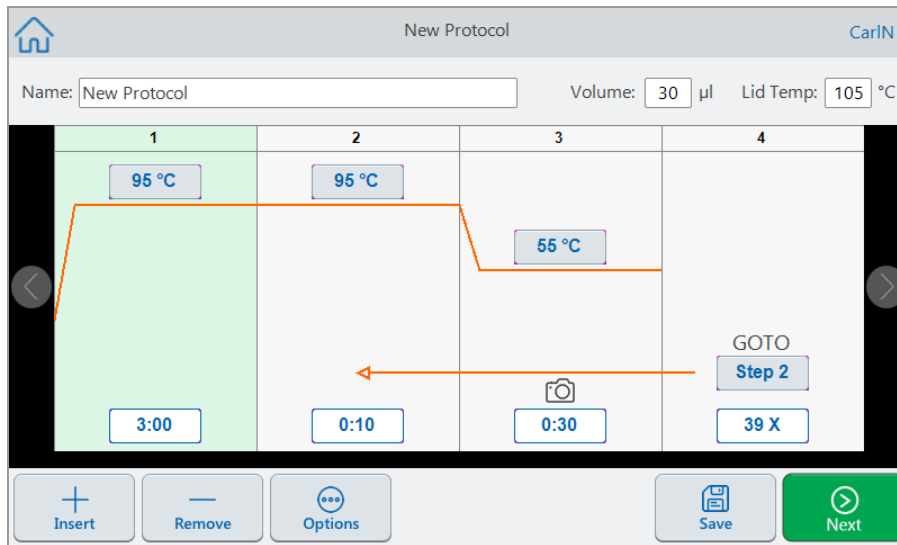 New Protocol
CarlN
Name: New Protocol
Volume: 30 µl
Lid Temp: 105 °C
1 2 3 4
95 °C 95 °C
55 °C
GOTO
Step 2
3:00 0:10 0:30 39 X
Insert Remove Options Save Next